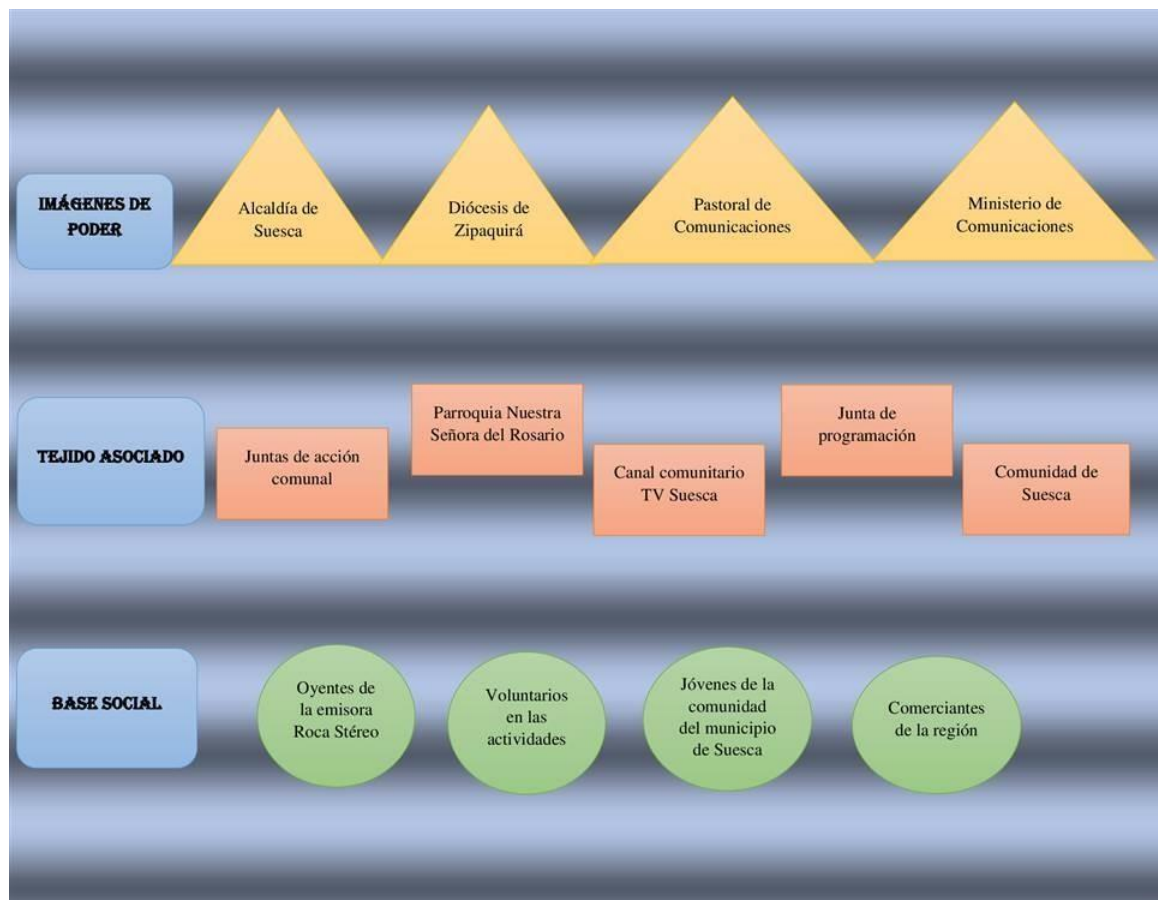 IMÁGENES DE
PODER
Alcaldía de
Suesca
Diócesis de
Zipaquirá
Pastoral de
Comunicaciones
Ministerio de
Comunicaciones
TEJIDO ASOCIADO
Juntas de acción
comunal
Parroquia Nuestra
Señora del Rosario
Canal comunitario
TV Suesca
Junta de
programación
Comunidad de
Suesca
BASE SOCIAL
Oyentes de
la emisora
Roca Stéreo
Voluntarios
en las
actividades
Jóvenes de la
comunidad
del municipio
de Suesca
Comerciantes
de la región